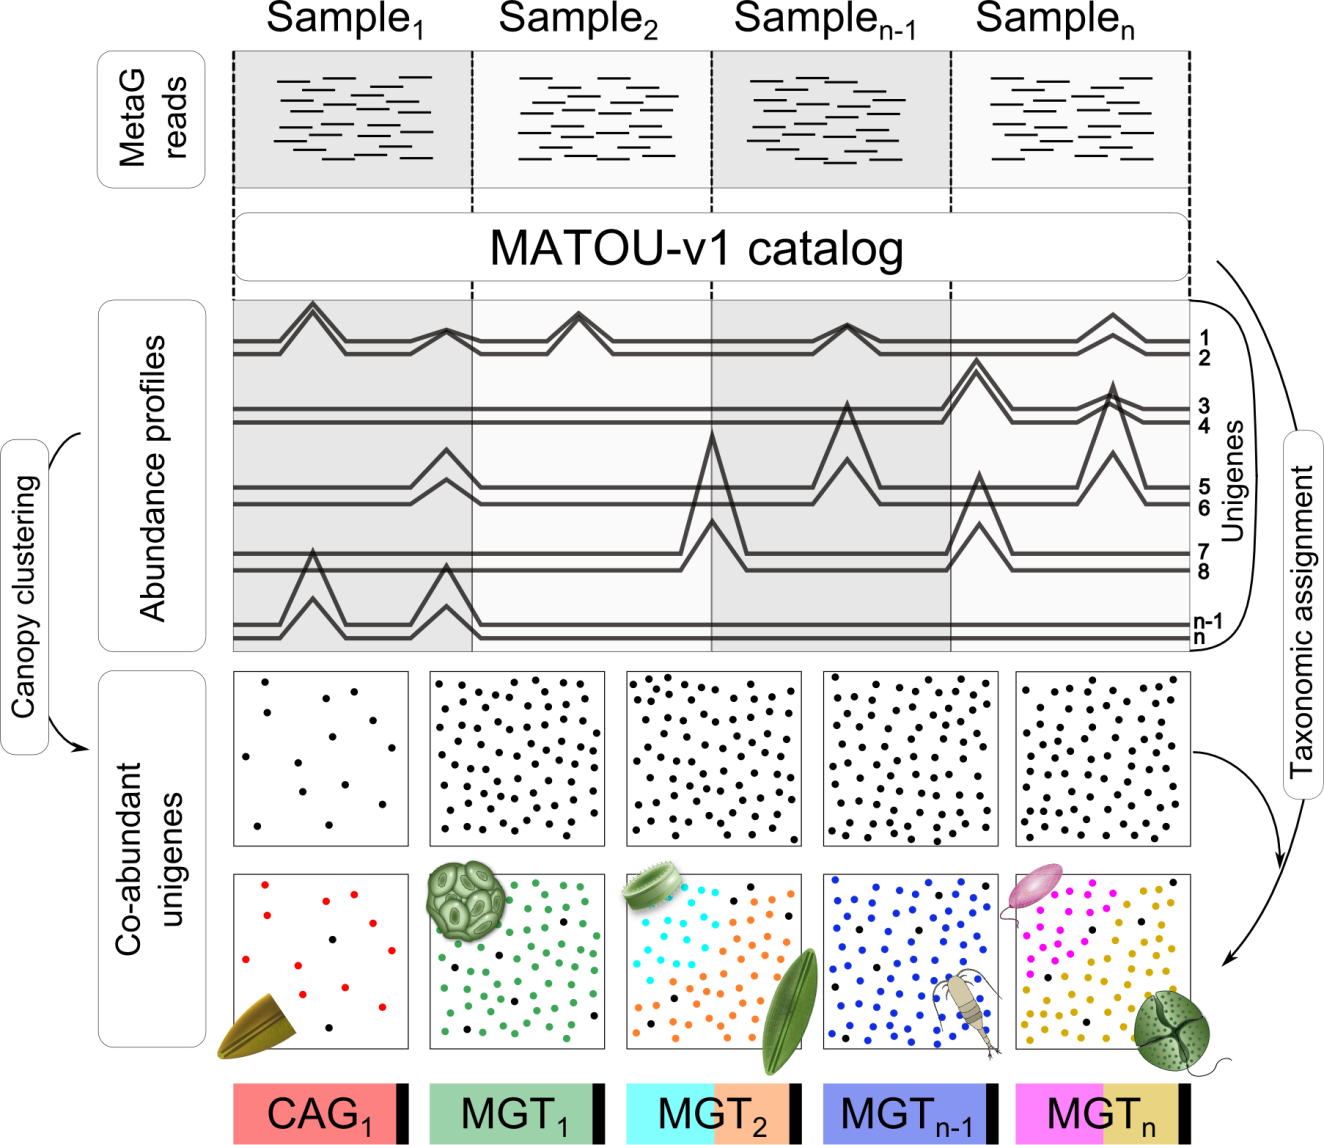 Sample1 Sample2 Samplen-1 Samplen
MetaG
reads
MATOU-v1 catalog
Abundance profiles
1
2
3
4
5
6
7
8
n-1
n
Unigenes
Canopy clustering
Taxonomic assignment
Co-abundant
unigenes
CAG1 MGT1 MGT2 MGTn-1 MGTn